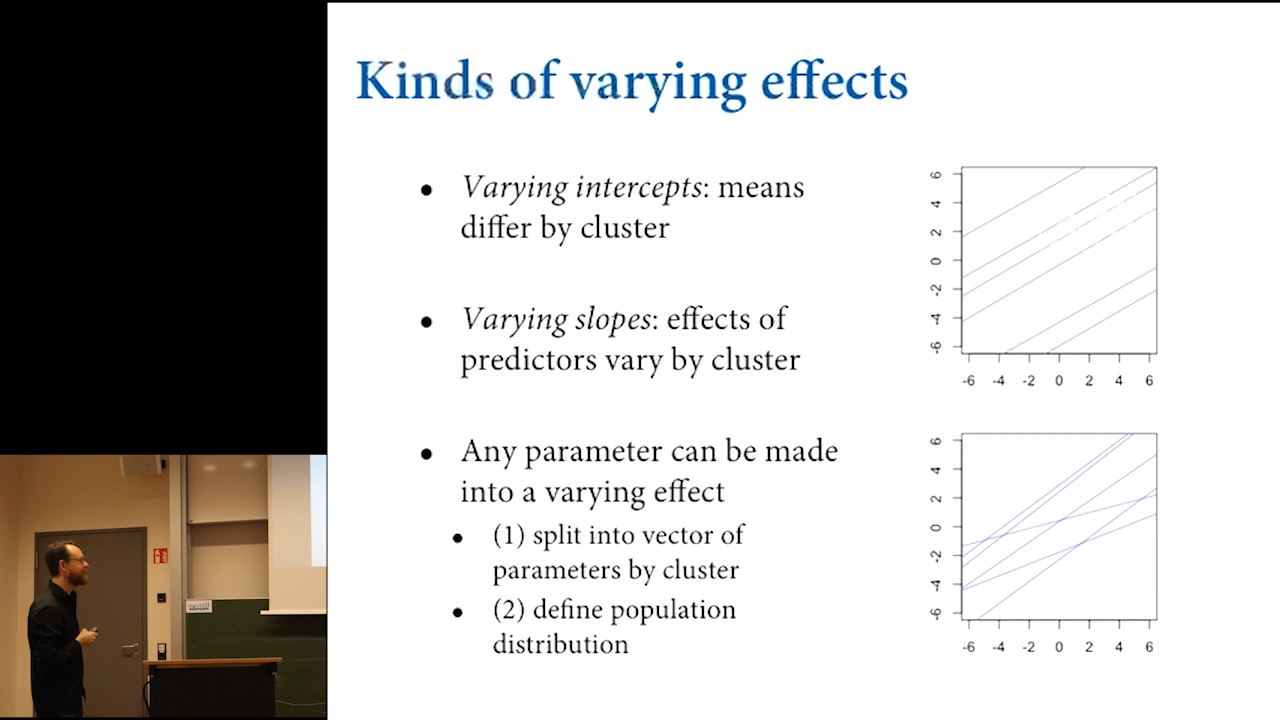 Kinds of varying effects
• Varying intercepts: means
differ by cluster
• Varying slopes: effects of
predictors vary by cluster
• Any parameter can be made
into a varying effect
• (1) split into vector of
parameters by cluster
• (2) define population
distribution
6
4
2
0
-2
-4
-6
-6 -4 -2 0 2 4 6
6
4
2
0
-2
-4
-6
-6 -4 -2 0 2 4 6